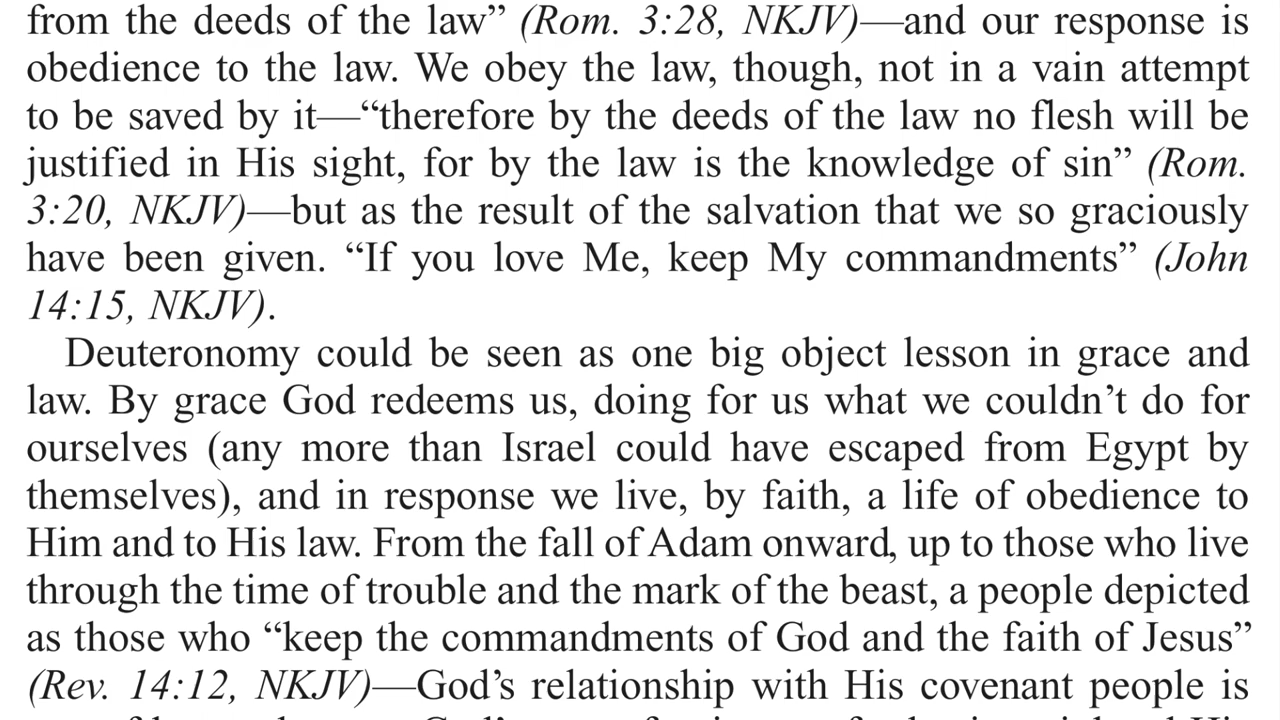 from the deeds of the law” (Rom. 3:28, NKJV)—and our response is
obedience to the law. We obey the law, though, not in a vain attempt
to be saved by it—“therefore by the deeds of the law no flesh will be
justified in His sight, for by the law is the knowledge of sin” (Rom.
3:20, NKJV)—but as the result of the salvation that we so graciously
have been given. “If you love Me, keep My commandments” (John
14:15, NKJV).
Deuteronomy could be seen as one big object lesson in grace and
law. By grace God redeems us, doing for us what we couldn’t do for
ourselves (any more than Israel could have escaped from Egypt by
themselves), and in response we live, by faith, a life of obedience to
Him and to His law. From the fall of Adam onward, up to those who live
through the time of trouble and the mark of the beast, a people depicted
as those who “keep the commandments of God and the faith of Jesus”
(Rev. 14:12, NKJV)—God’s relationship with His covenant people is